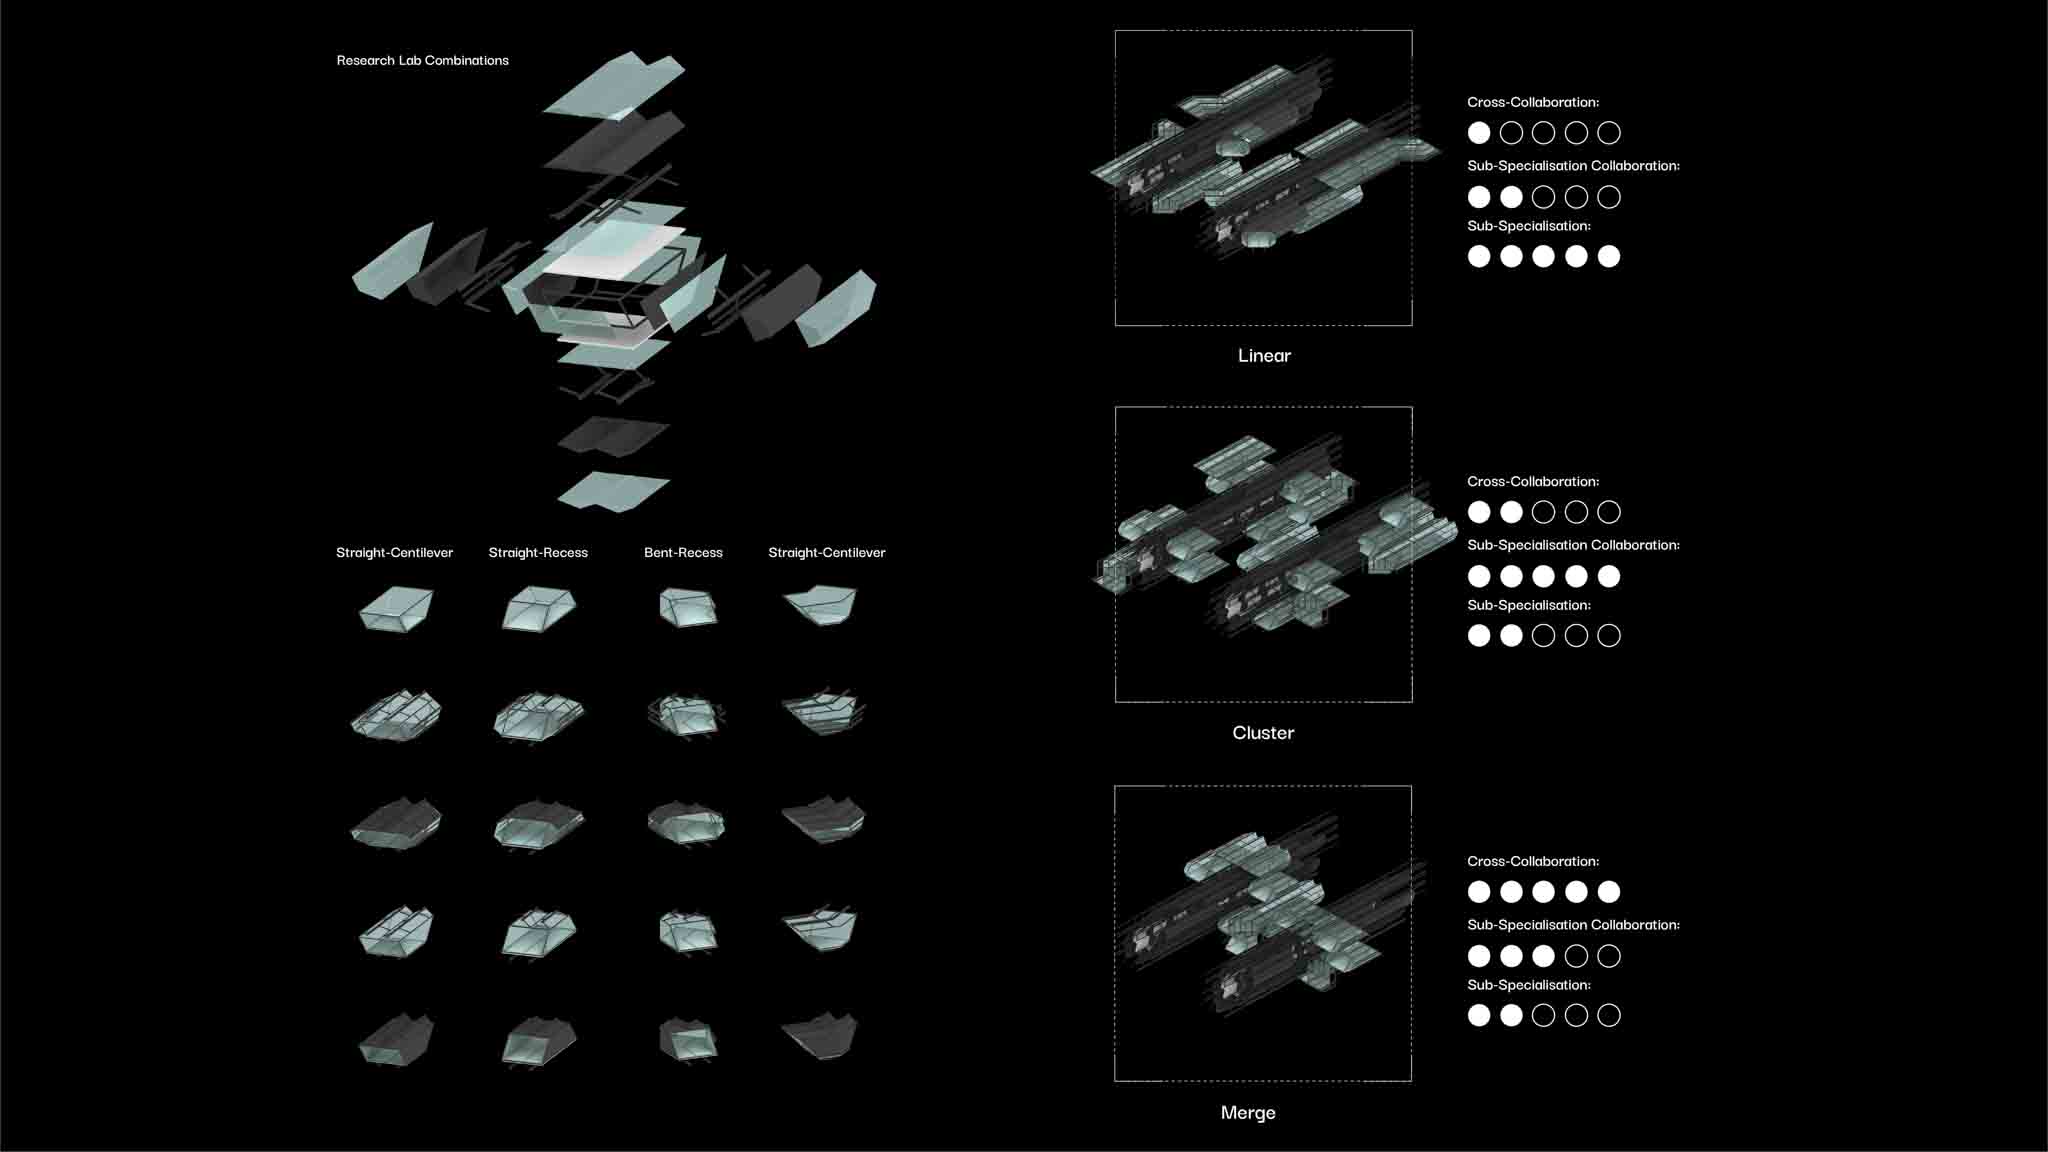 Research Lab Combinations
Straight-Centilever
Straight-Recess
Bent-Recess
Straight-Centilever
Cross-Collaboration:
Sub-Specialisation Collaboration:
Sub-Specialisation:
Linear
Cross-Collaboration:
Sub-Specialisation Collaboration:
Sub-Specialisation:
Cluster
Cross-Collaboration:
Sub-Specialisation Collaboration:
Sub-Specialisation:
Merge